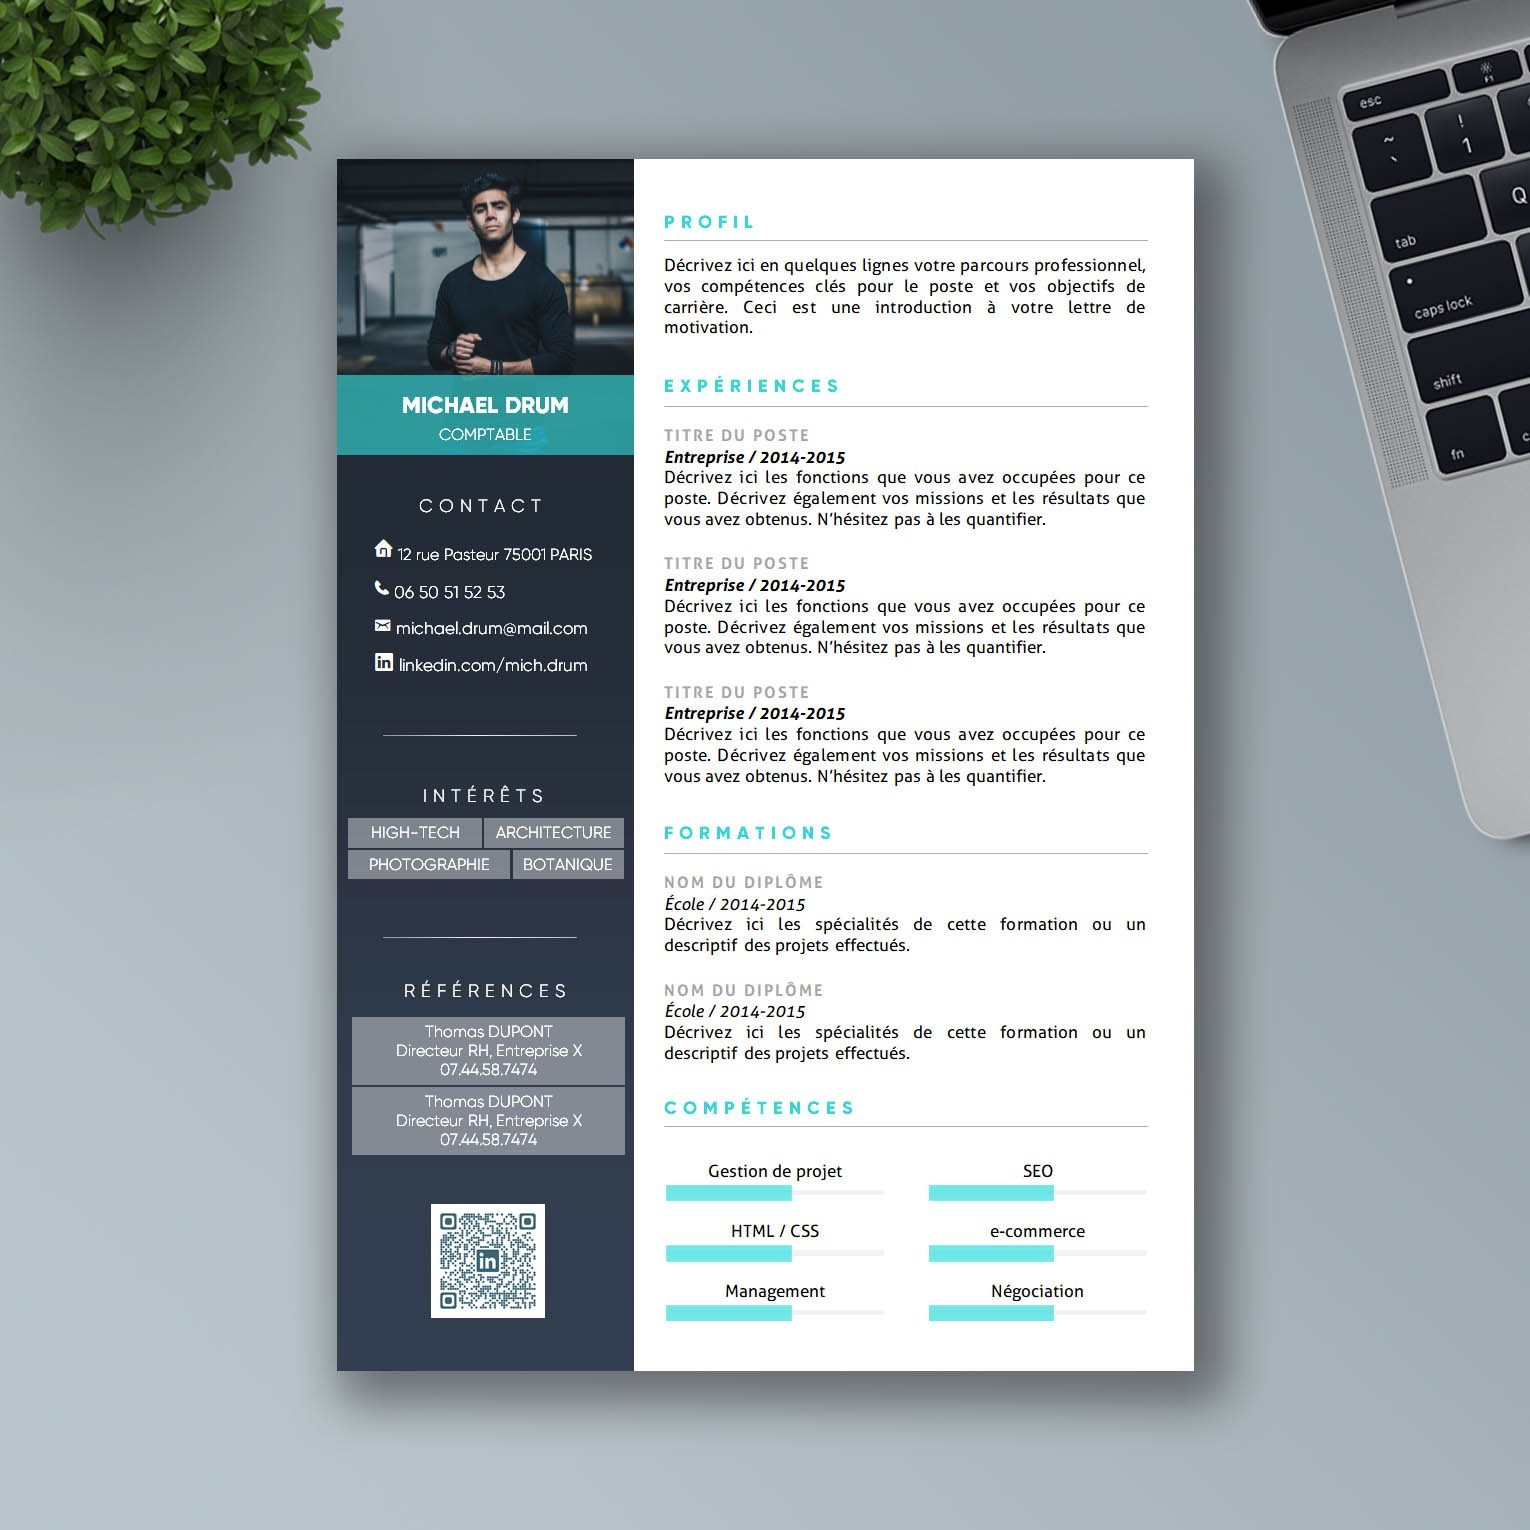 MICHAEL DRUM
COMPTABLE
CONTACT
12 rue Pasteur 75001 PARIS
06 50 51 52 53
michael.drum@mail.com
in linkedin.com/mich.drum
INTÉRÊTS
HIGH-TECH ARCHITECTURE
PHOTOGRAPHIE BOTANIQUE
RÉFÉRENCES
Thomas DUPONT
Directeur RH, Entreprise X
07.44.58.7474
Thomas DUPONT
Directeur RH, Entreprise X
07.44.58.7474
in
PROFIL
Décrivez ici en quelques lignes votre parcours professionnel,
vos compétences clés pour le poste et vos objectifs de
carrière. Ceci est une introduction à votre lettre de
motivation.
EXPÉRIENCES
TITRE DU POSTE
Entreprise / 2014-2015
Décrivez ici les fonctions que vous avez occupées pour ce
poste. Décrivez également vos missions et les résultats que
vous avez obtenus. N’hésitez pas à les quantifier.
TITRE DU POSTE
Entreprise / 2014-2015
Décrivez ici les fonctions que vous avez occupées pour ce
poste. Décrivez également vos missions et les résultats que
vous avez obtenus. N’hésitez pas à les quantifier.
TITRE DU POSTE
Entreprise / 2014-2015
Décrivez ici les fonctions que vous avez occupées pour ce
poste. Décrivez également vos missions et les résultats que
vous avez obtenus. N’hésitez pas à les quantifier.
FORMATIONS
NOM DU DIPLÔME
École / 2014-2015
Décrivez ici les spécialités de cette formation ou un
descriptif des projets effectués.
NOM DU DIPLÔME
École / 2014-2015
Décrivez ici les spécialités de cette formation ou un
descriptif des projets effectués.
COMPÉTENCES
Gestion de projet SEO
HTML / CSS e-commerce
Management Négociation
esc F1
~ ` ! 1
tab Q
caps lock
shift
fn